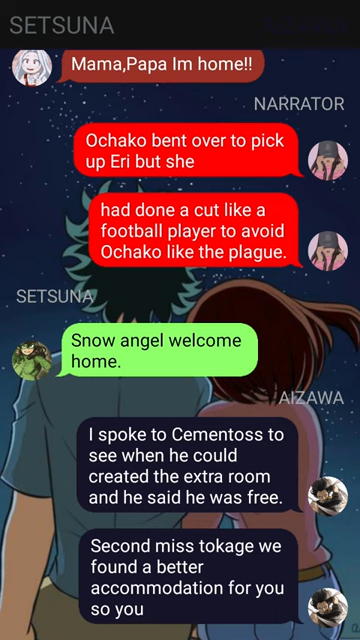 SETSUNA
Mama,Papa Im home!!
NARRATOR
Ochako bent over to pick
up Eri but she
had done a cut like a
football player to avoid
Ochako like the plague.
SETSUNA
Snow angel welcome
home.
AIZAWA
I spoke to Cementoss to
see when he could
created the extra room
and he said he was free.
Second miss tokage we
found a better
accommodation for you
so you